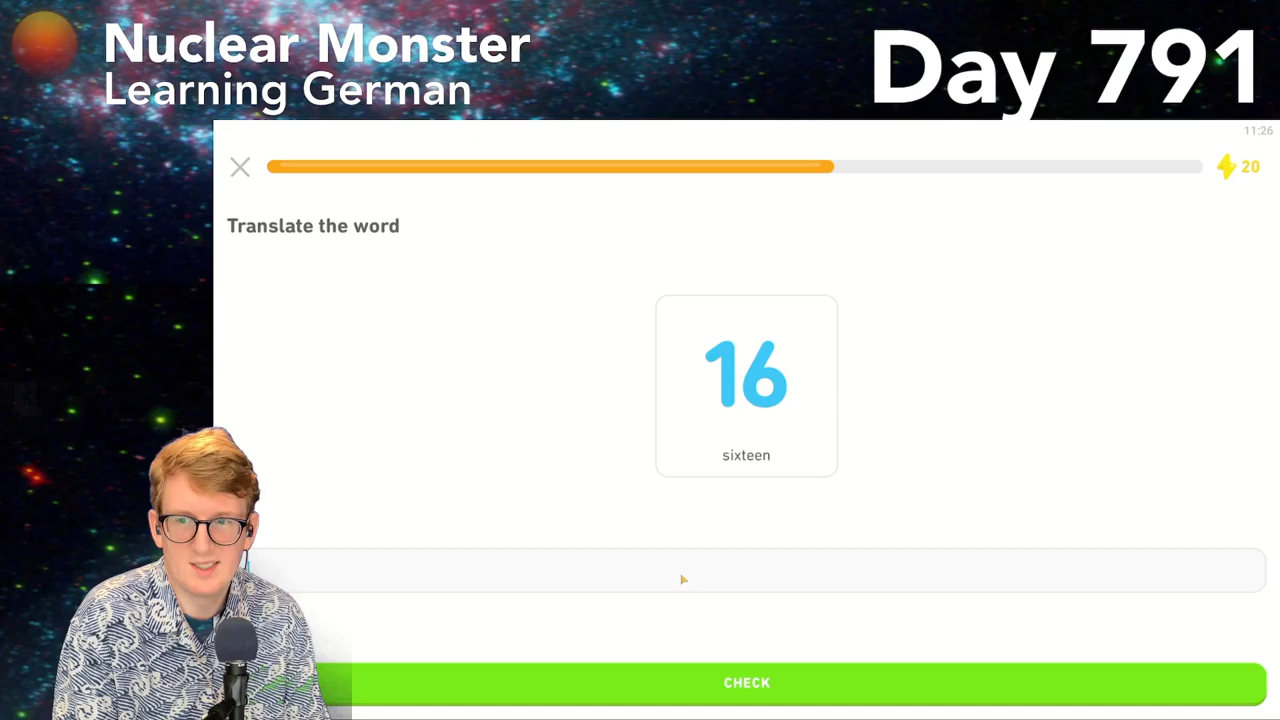 Nuclear Monster
Learning German
Day 791
11:26
20
Translate the word
16
sixteen
CHECK